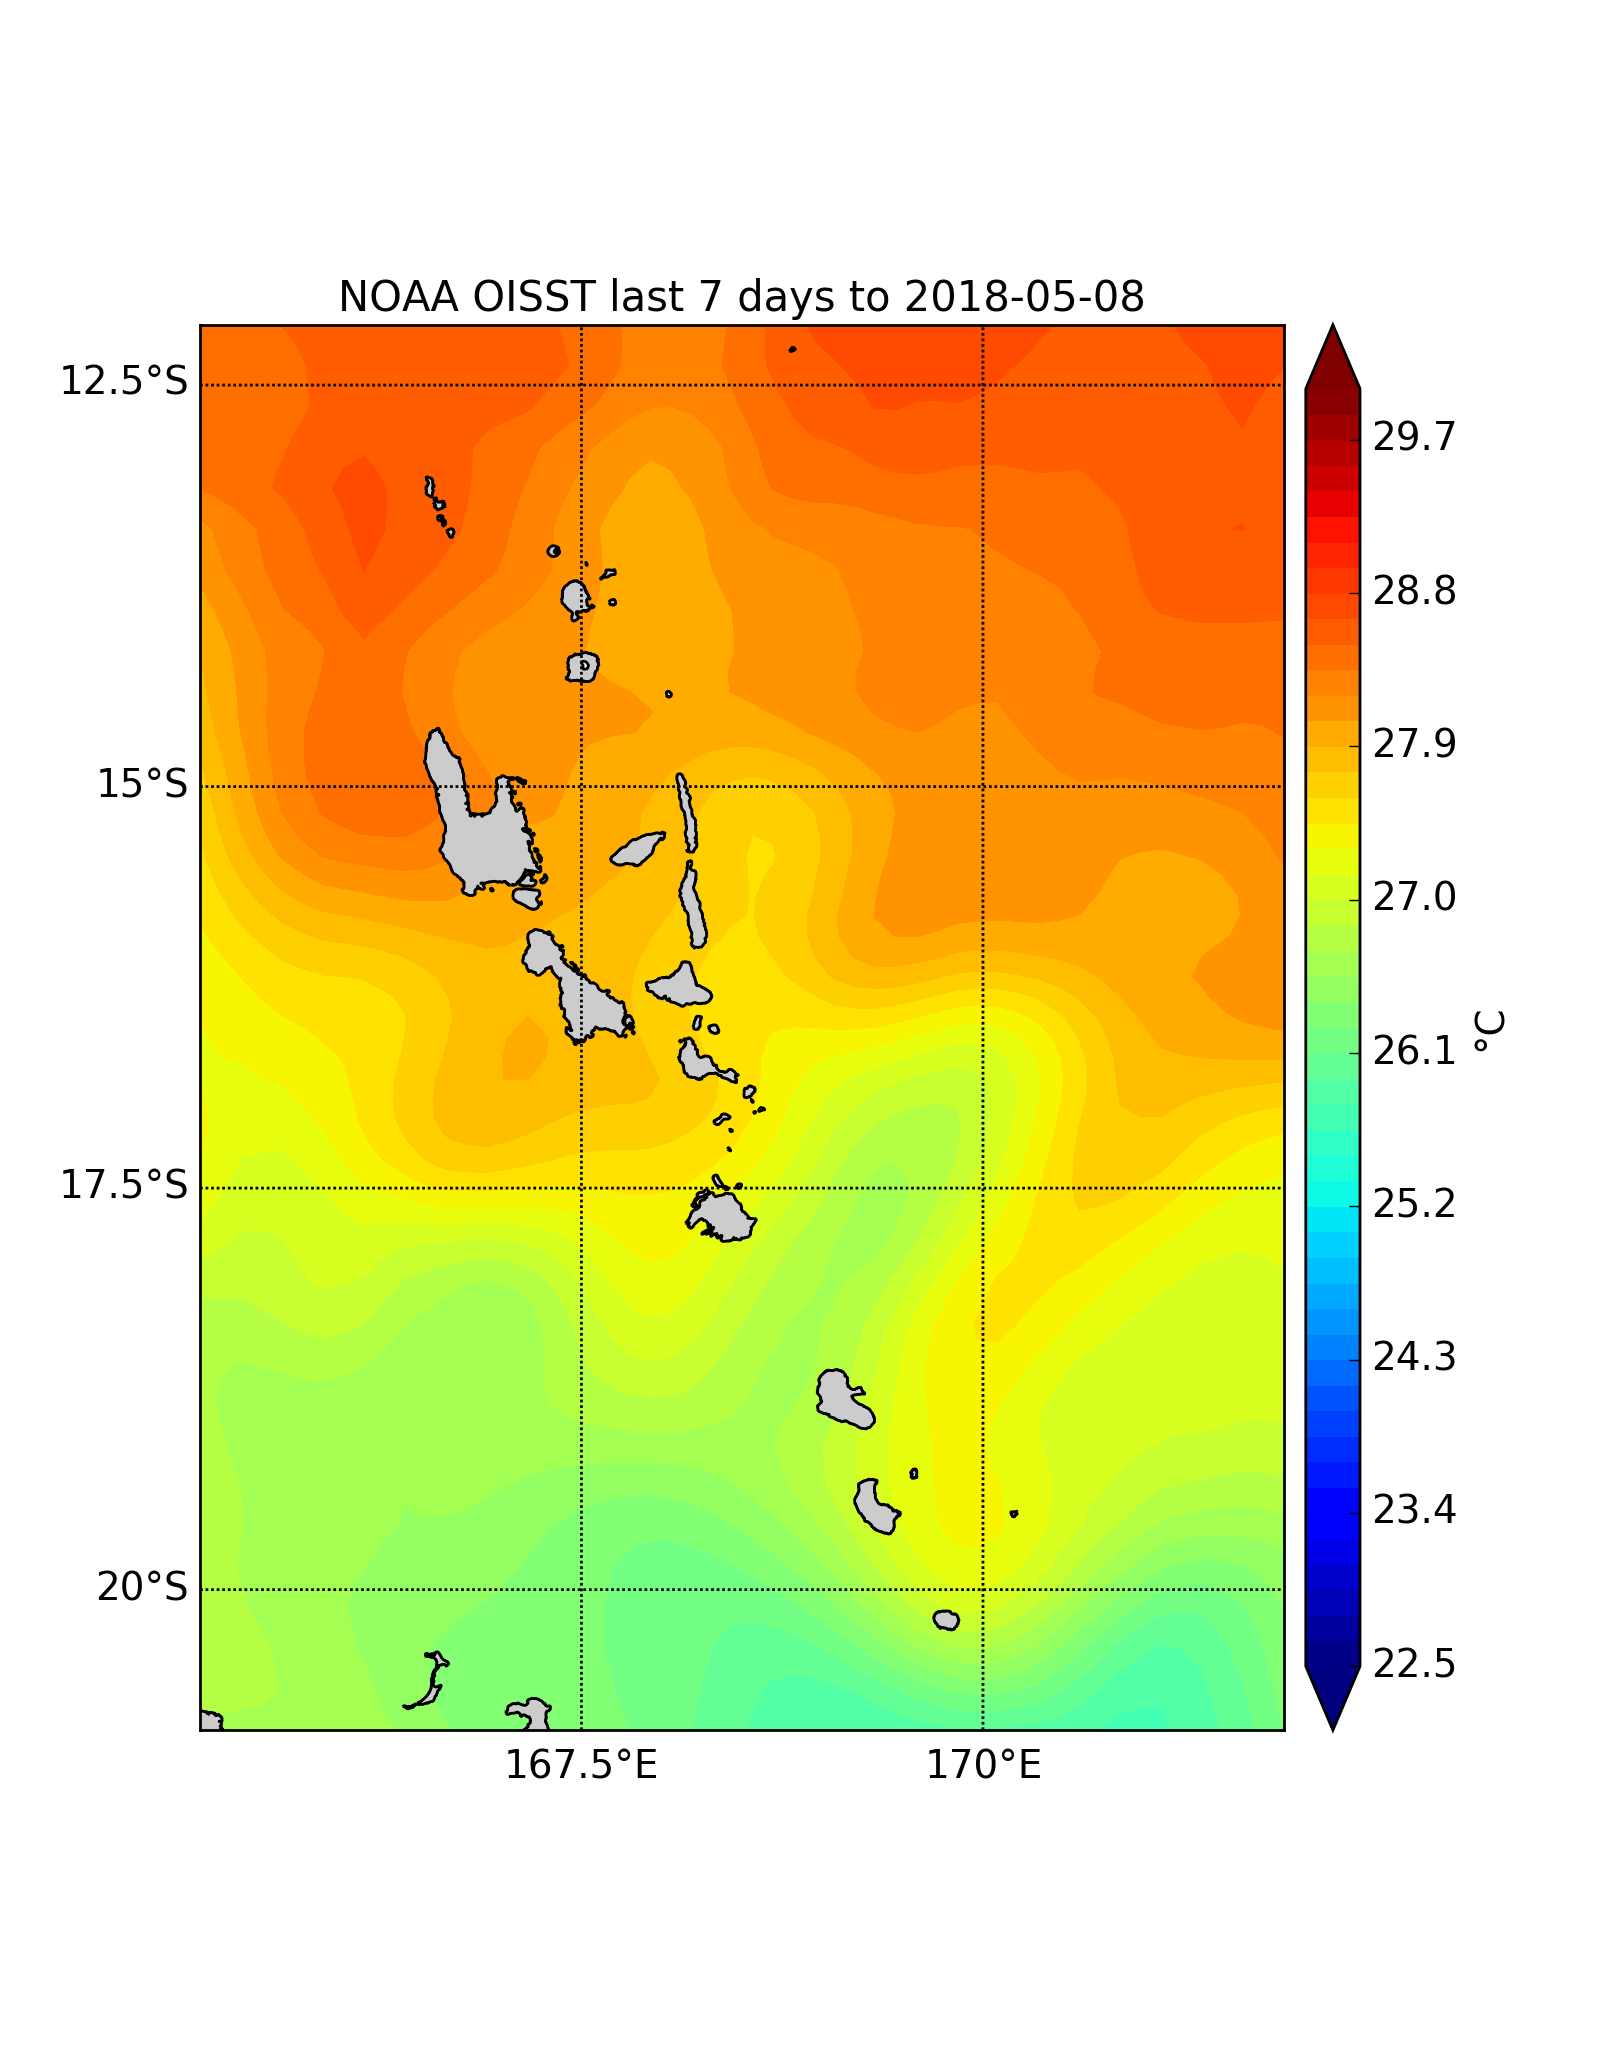 NOAA OISST last 7 days to 2018-05-08
12.5°S
15°S
17.5°S
20°S
167.5°E
170°E
29.7
28.8
27.9
27.0
26.1
25.2
24.3
23.4
22.5
°C